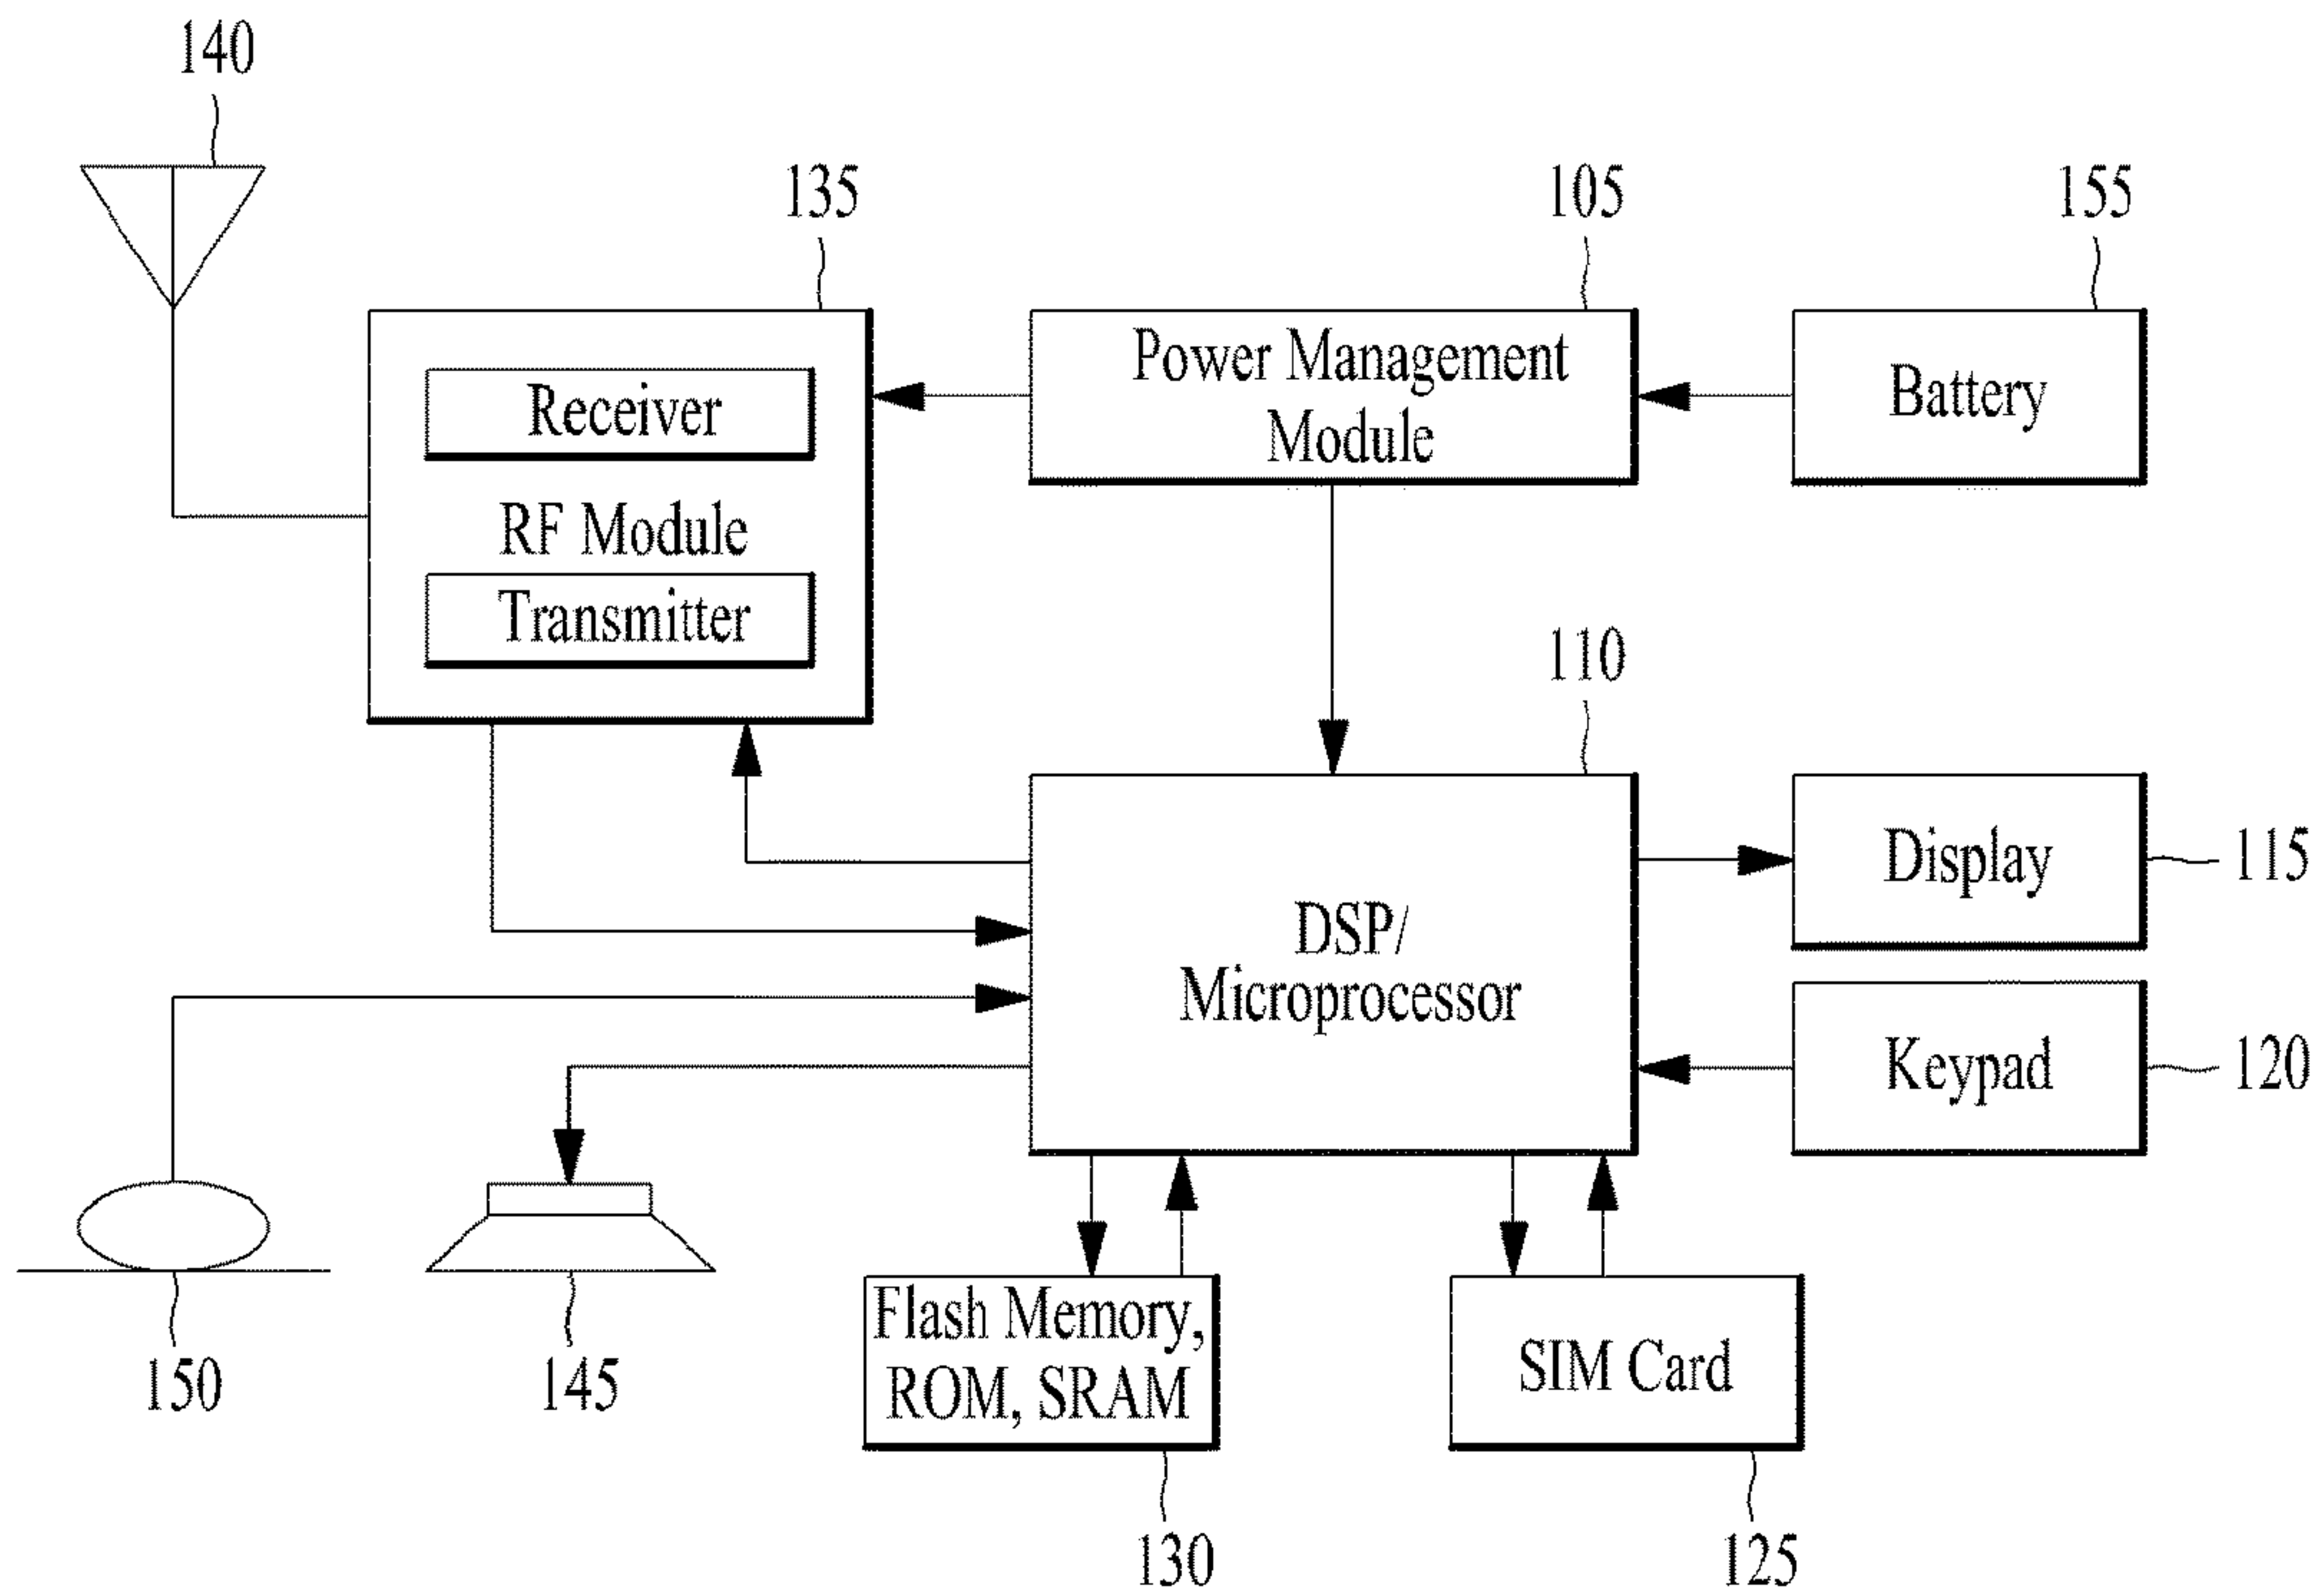 140
135
105
155
Receiver
RF Module
Transmitter
Power Management
Module
Battery
110
DSP/
Microprocessor
Display
115
Keypad
120
150
145
Flash Memory,
ROM, SRAM
SIM Card
130
125